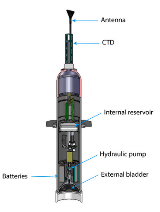 Antenna
CTD
Internal reservoir
Hydraulic pump
Batteries
External bladder